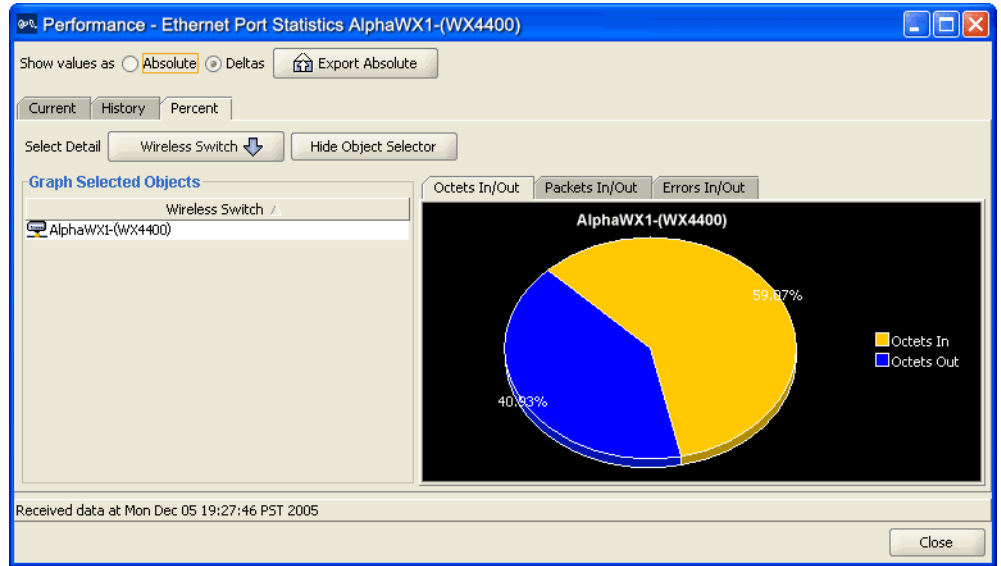 Performance - Ethernet Port Statistics AlphaWX1-(WX4400)
Show values as Absolute Deltas Export Absolute
Current History Percent
Select Detail Wireless Switch Hide Object Selector
Graph Selected Objects
Wireless Switch
AlphaWX1-(WX4400)
Octets In/Out Packets In/Out Errors In/Out
AlphaWX1-(WX4400)
59.07%
40.93%
Octets In
Octets Out
Received data at Mon Dec 05 19:27:46 PST 2005
Close